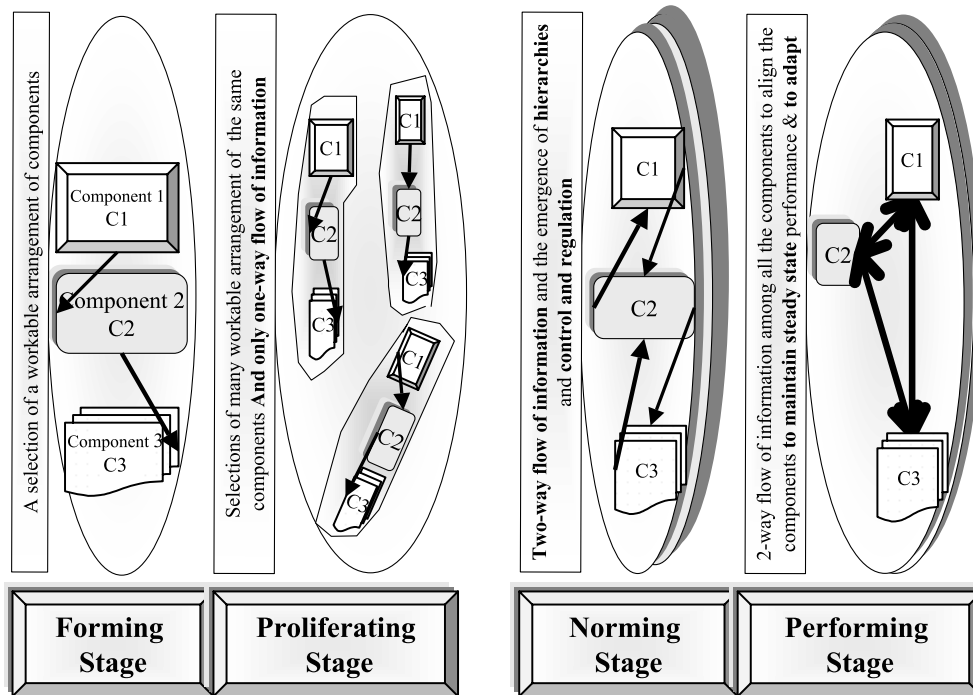 A selection of a workable arrangement of components
Component 1
C1
Component 2
C2
Component 3
C3
Forming
Stage
Selections of many workable arrangement of the same
components And only one-way flow of information
C1
C2
C3
C1
C2
C3
C1
C2
C3
Proliferating
Stage
Two-way flow of information and the emergence of hierarchies
and control and regulation
C1
C2
C3
Norming
Stage
2-way flow of information among all the components to align the
components to maintain steady state performance & to adapt
C1
C2
C3
Performing
Stage